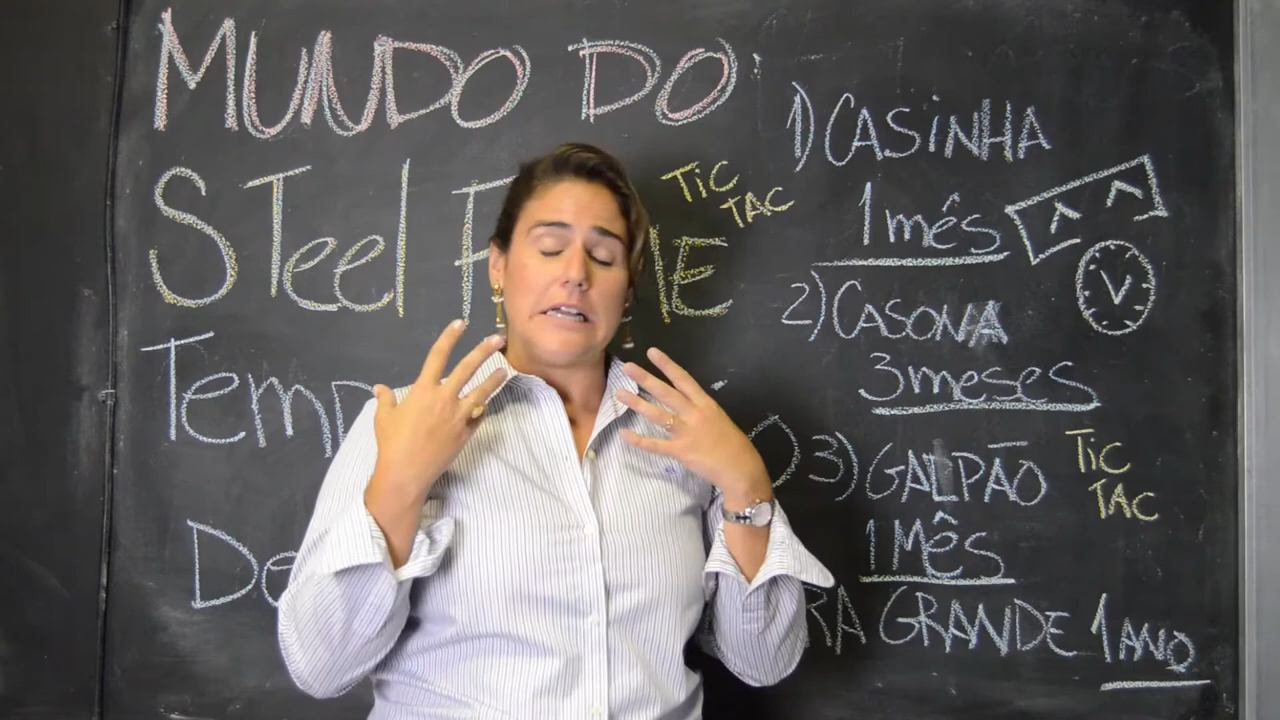 MUNDO DO
STeel F
ME
Temp
De
TIC
TAC
1) CASINHA
1 mês
2) CASONA
3 meses
3) GALPÃO
1 Mês
RA GRANDE 1 ANO
TIC
TAC